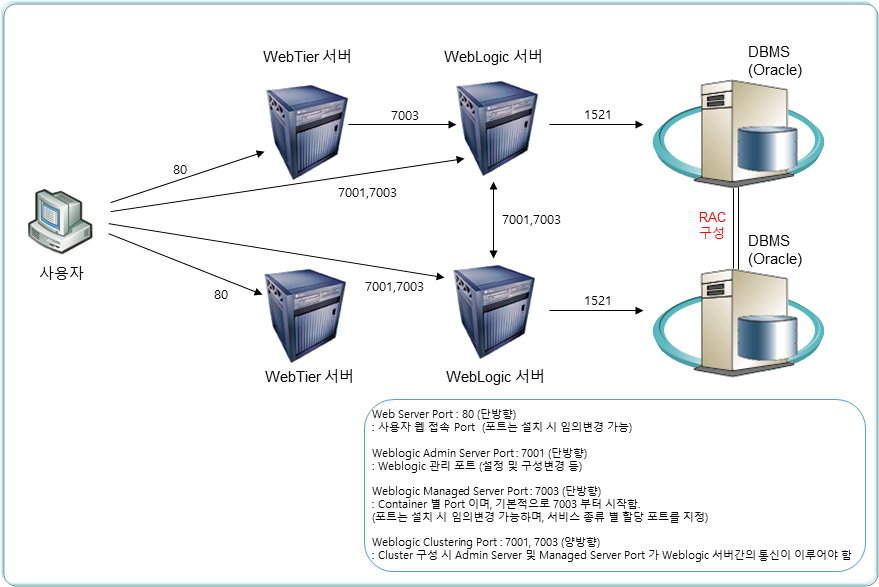 WebTier 서버
WebLogic 서버
DBMS
(Oracle)
7003
1521
80
7001,7003
7001,7003
RAC
구성
사용자
DBMS
(Oracle)
7001,7003
80
1521
WebTier 서버
WebLogic 서버
Web Server Port : 80 (단방향)
: 사용자 웹 접속 Port  (포트는 설치 시 임의변경 가능)
Weblogic Admin Server Port : 7001 (단방향)
: Weblogic 관리 포트 (설정 및 구성변경 등)
Weblogic Managed Server Port : 7003 (단방향)
: Container 별 Port 이며, 기본적으로 7003 부터 시작함.
(포트는 설치 시 임의변경 가능하며, 서비스 종류 별 할당 포트를 지정)
Weblogic Clustering Port : 7001, 7003 (양방향)
: Cluster 구성 시 Admin Server 및 Managed Server Port 가 Weblogic 서버간의 통신이 이루어야 함